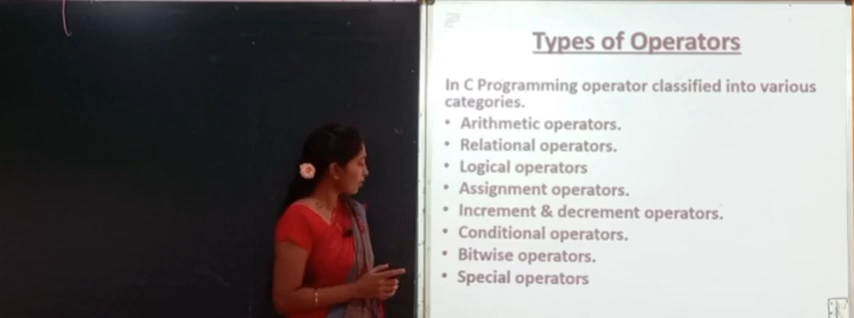 Types of Operators
In C Programming operator classified into various
categories.
• Arithmetic operators.
• Relational operators.
• Logical operators
• Assignment operators.
• Increment & decrement operators.
• Conditional operators.
• Bitwise operators.
• Special operators